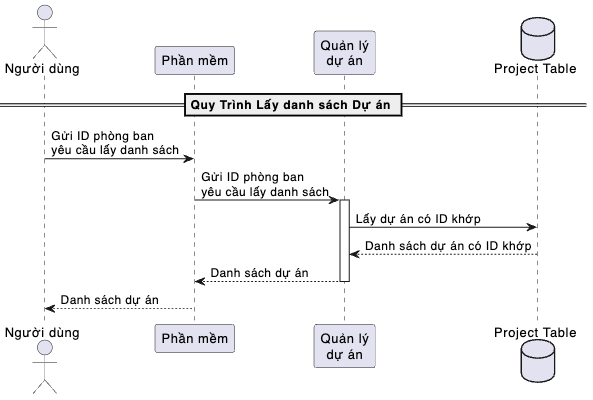 Người dùng
Phần mềm
Quản lý
dự án
Project Table
Quy Trình Lấy danh sách Dự án
Gửi ID phòng ban
yêu cầu lấy danh sách
Gửi ID phòng ban
yêu cầu lấy danh sách
Lấy dự án có ID khớp
Danh sách dự án có ID khớp
Danh sách dự án
Danh sách dự án
Người dùng
Phần mềm
Quản lý
dự án
Project Table